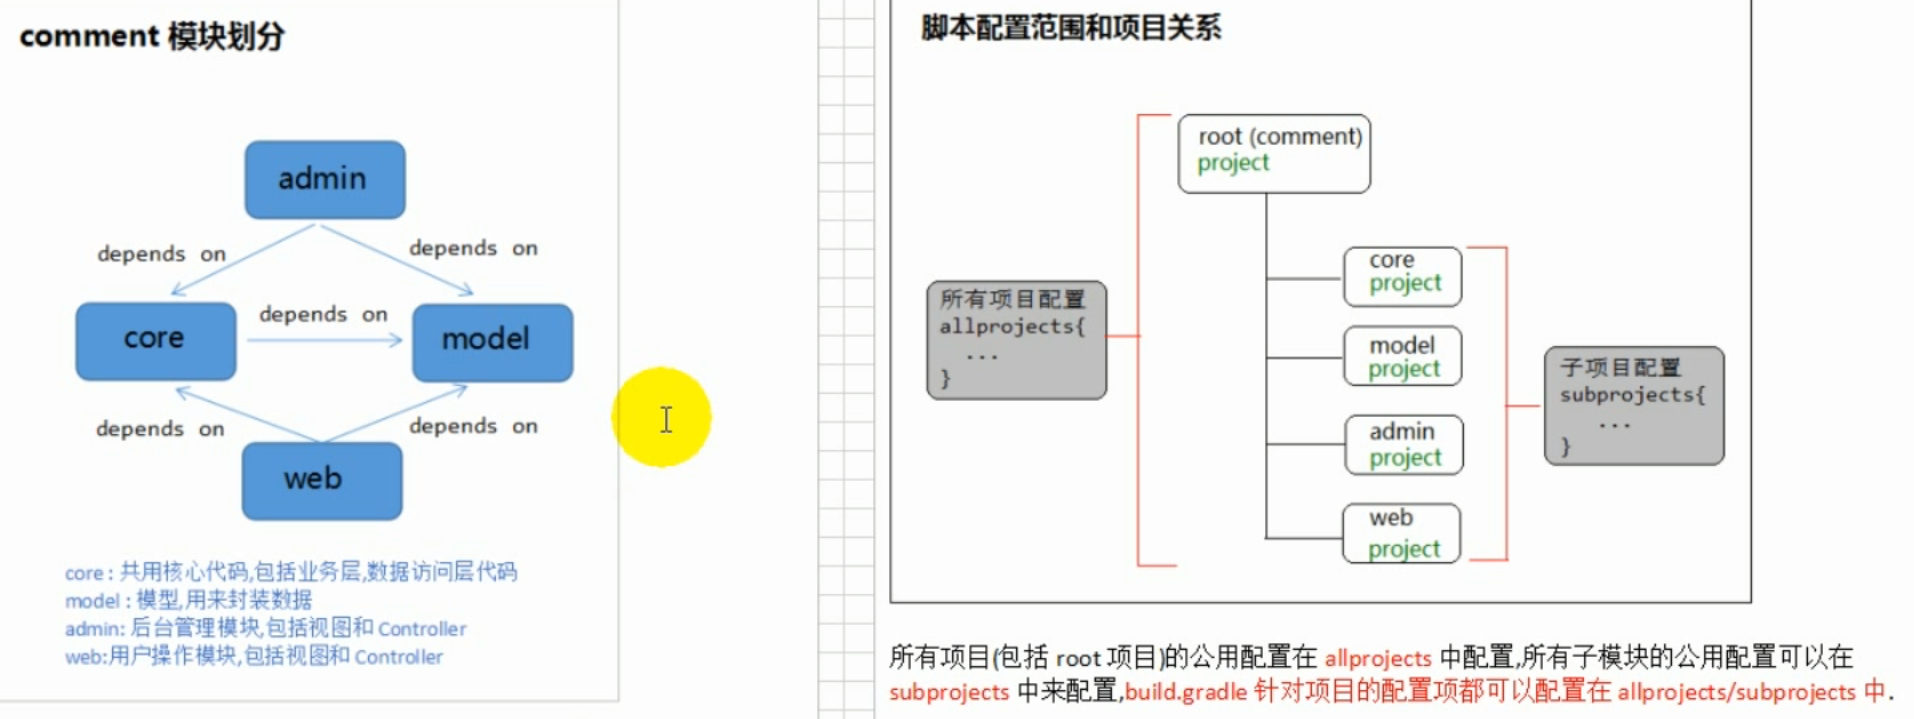 comment 模块划分
admin
depends on
depends on
core
depends on
model
depends on
depends on
web
core : 共用核心代码,包括业务层,数据访问层代码
model : 模型,用来封装数据
admin: 后台管理模块,包括视图和 Controller
web:用户操作模块,包括视图和 Controller
脚本配置范围和项目关系
root (comment)
project
所有项目配置
allprojects{
...
}
core
project
model
project
admin
project
web
project
子项目配置
subprojects{
...
}
所有项目(包括 root 项目)的公用配置在 allprojects 中配置,所有子模块的公用配置可以在
subprojects 中来配置,build.gradle 针对项目的配置项都可以配置在 allprojects/subprojects 中.